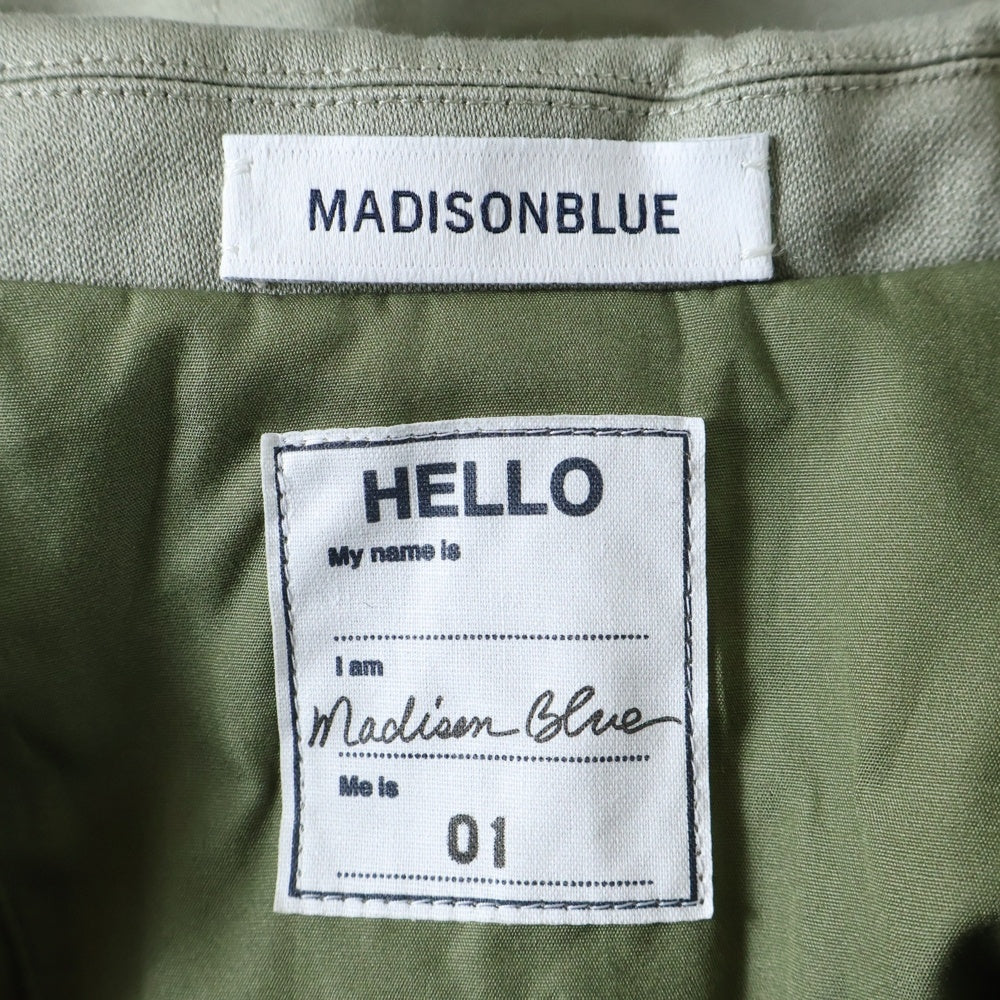 MADISONBLUE
HELLO
My name is
I am
Madison Blue
Me is
01